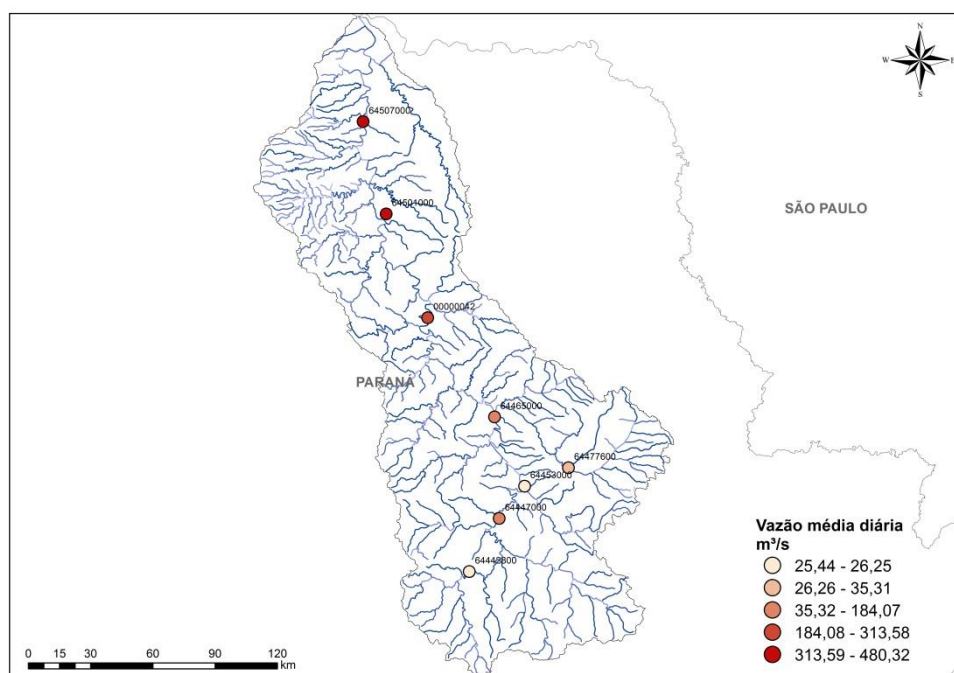 N
W E
S
64507000
64501000
SÃO PAULO
00000042
PARANÁ
64465000
64477600
64453000
64447000
64442800
Vazão média diária
m³/s
25,44 - 26,25
26,26 - 35,31
35,32 - 184,07
184,08 - 313,58
313,59 - 480,32
0 15 30 60 90 120
km